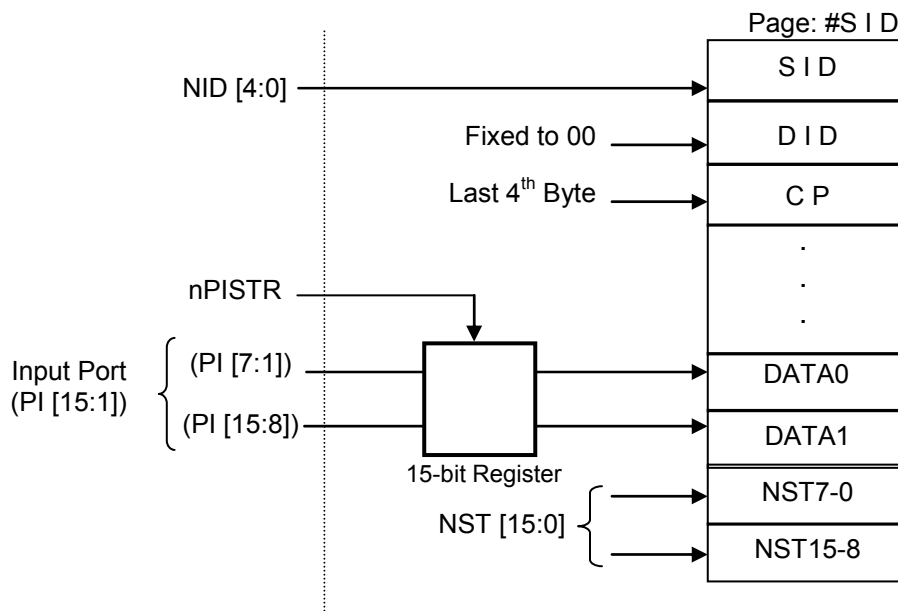 Page: #S I D
NID [4:0]
S I D
Fixed to 00
D I D
Last 4th Byte
C P
.
.
.
nPISTR
Input Port
(PI [15:1])
(PI [7:1])
(PI [15:8])
DATA0
DATA1
15-bit Register
NST [15:0]
NST7-0
NST15-8